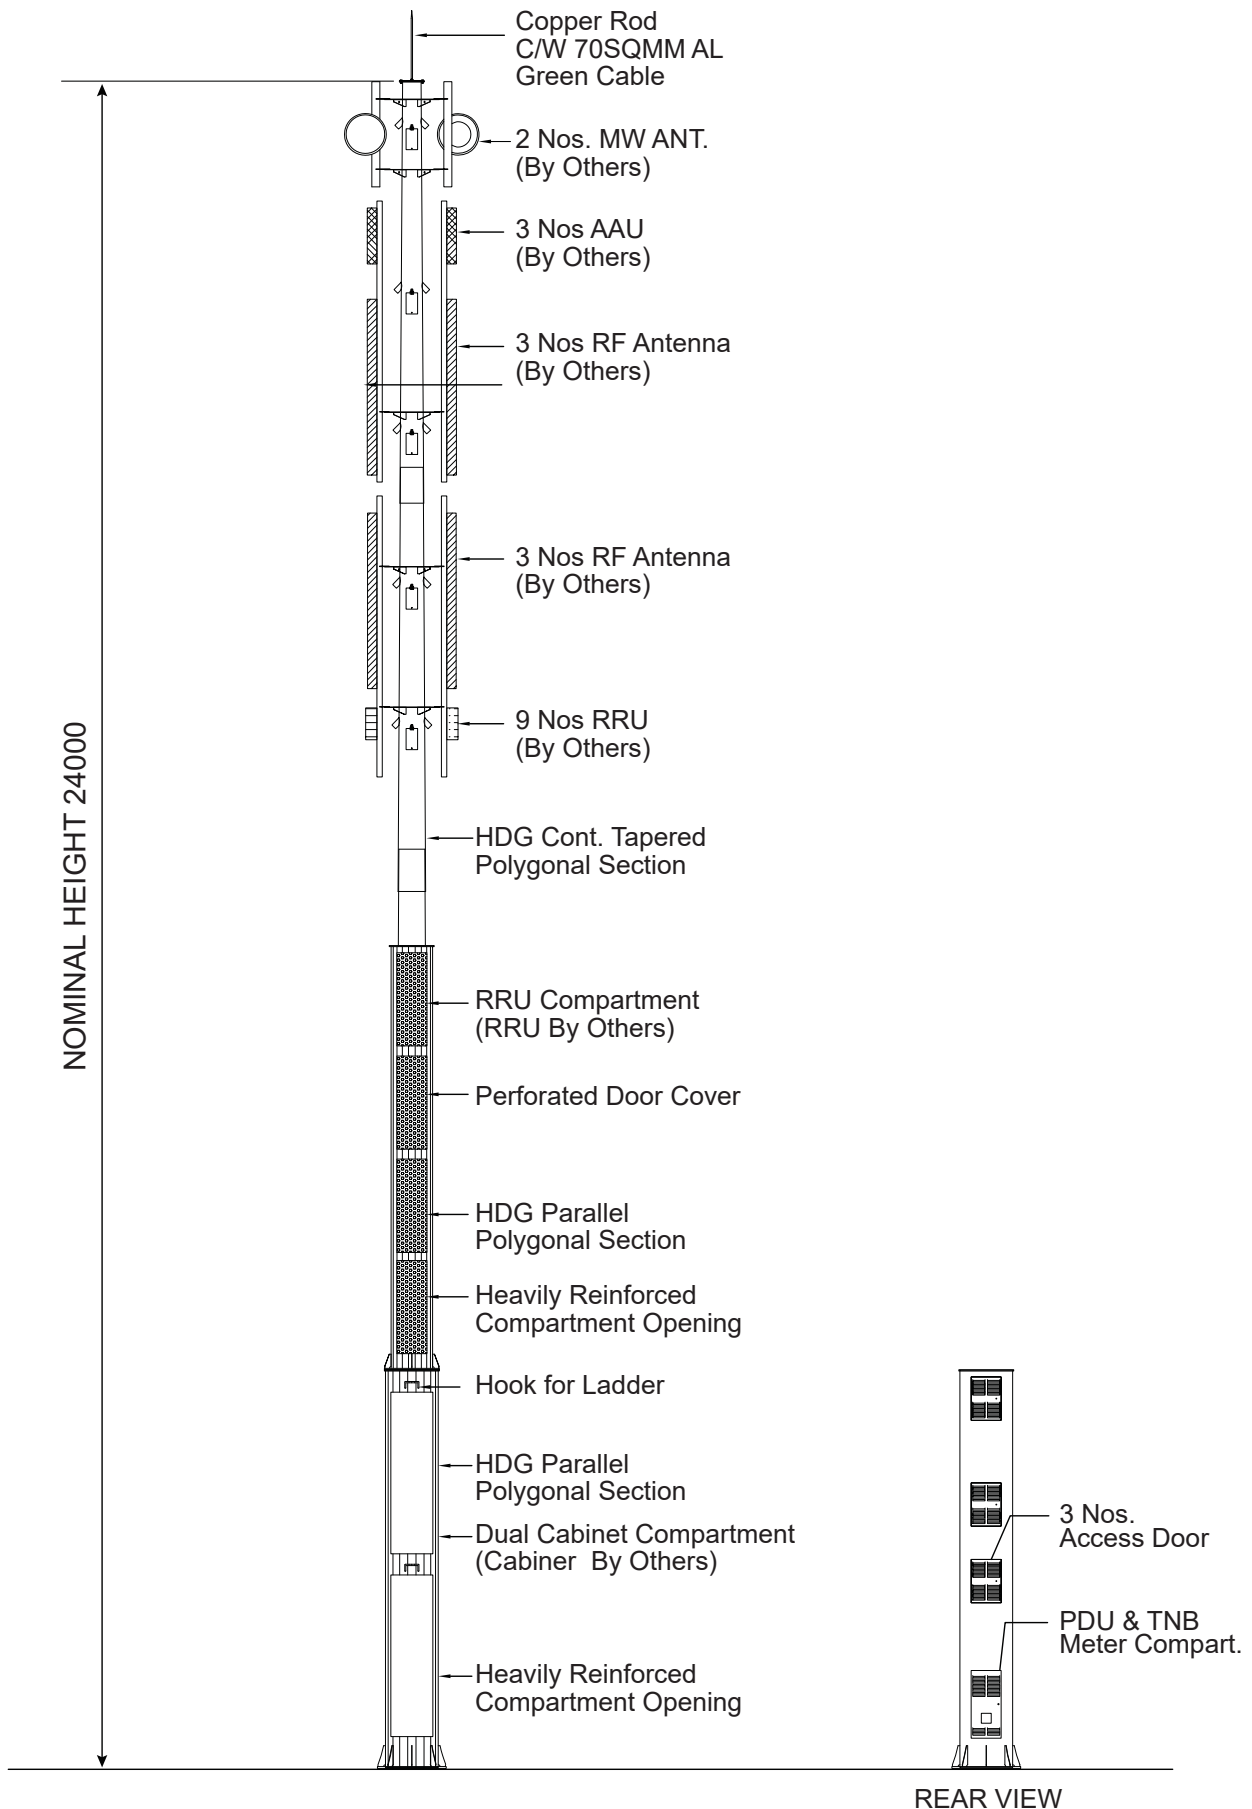 Copper Rod
C/W 70SQMM AL
Green Cable
2 Nos. MW ANT.
(By Others)
3 Nos AAU
(By Others)
3 Nos RF Antenna
(By Others)
3 Nos RF Antenna
(By Others)
9 Nos RRU
(By Others)
NOMINAL HEIGHT 24000
HDG Cont. Tapered
Polygonal Section
RRU Compartment
(RRU By Others)
Perforated Door Cover
HDG Parallel
Polygonal Section
Heavily Reinforced
Compartment Opening
Hook for Ladder
HDG Parallel
Polygonal Section
Dual Cabinet Compartment
(Cabiner  By Others)
Heavily Reinforced
Compartment Opening
3 Nos.
Access Door
PDU & TNB
Meter Compart.
REAR VIEW